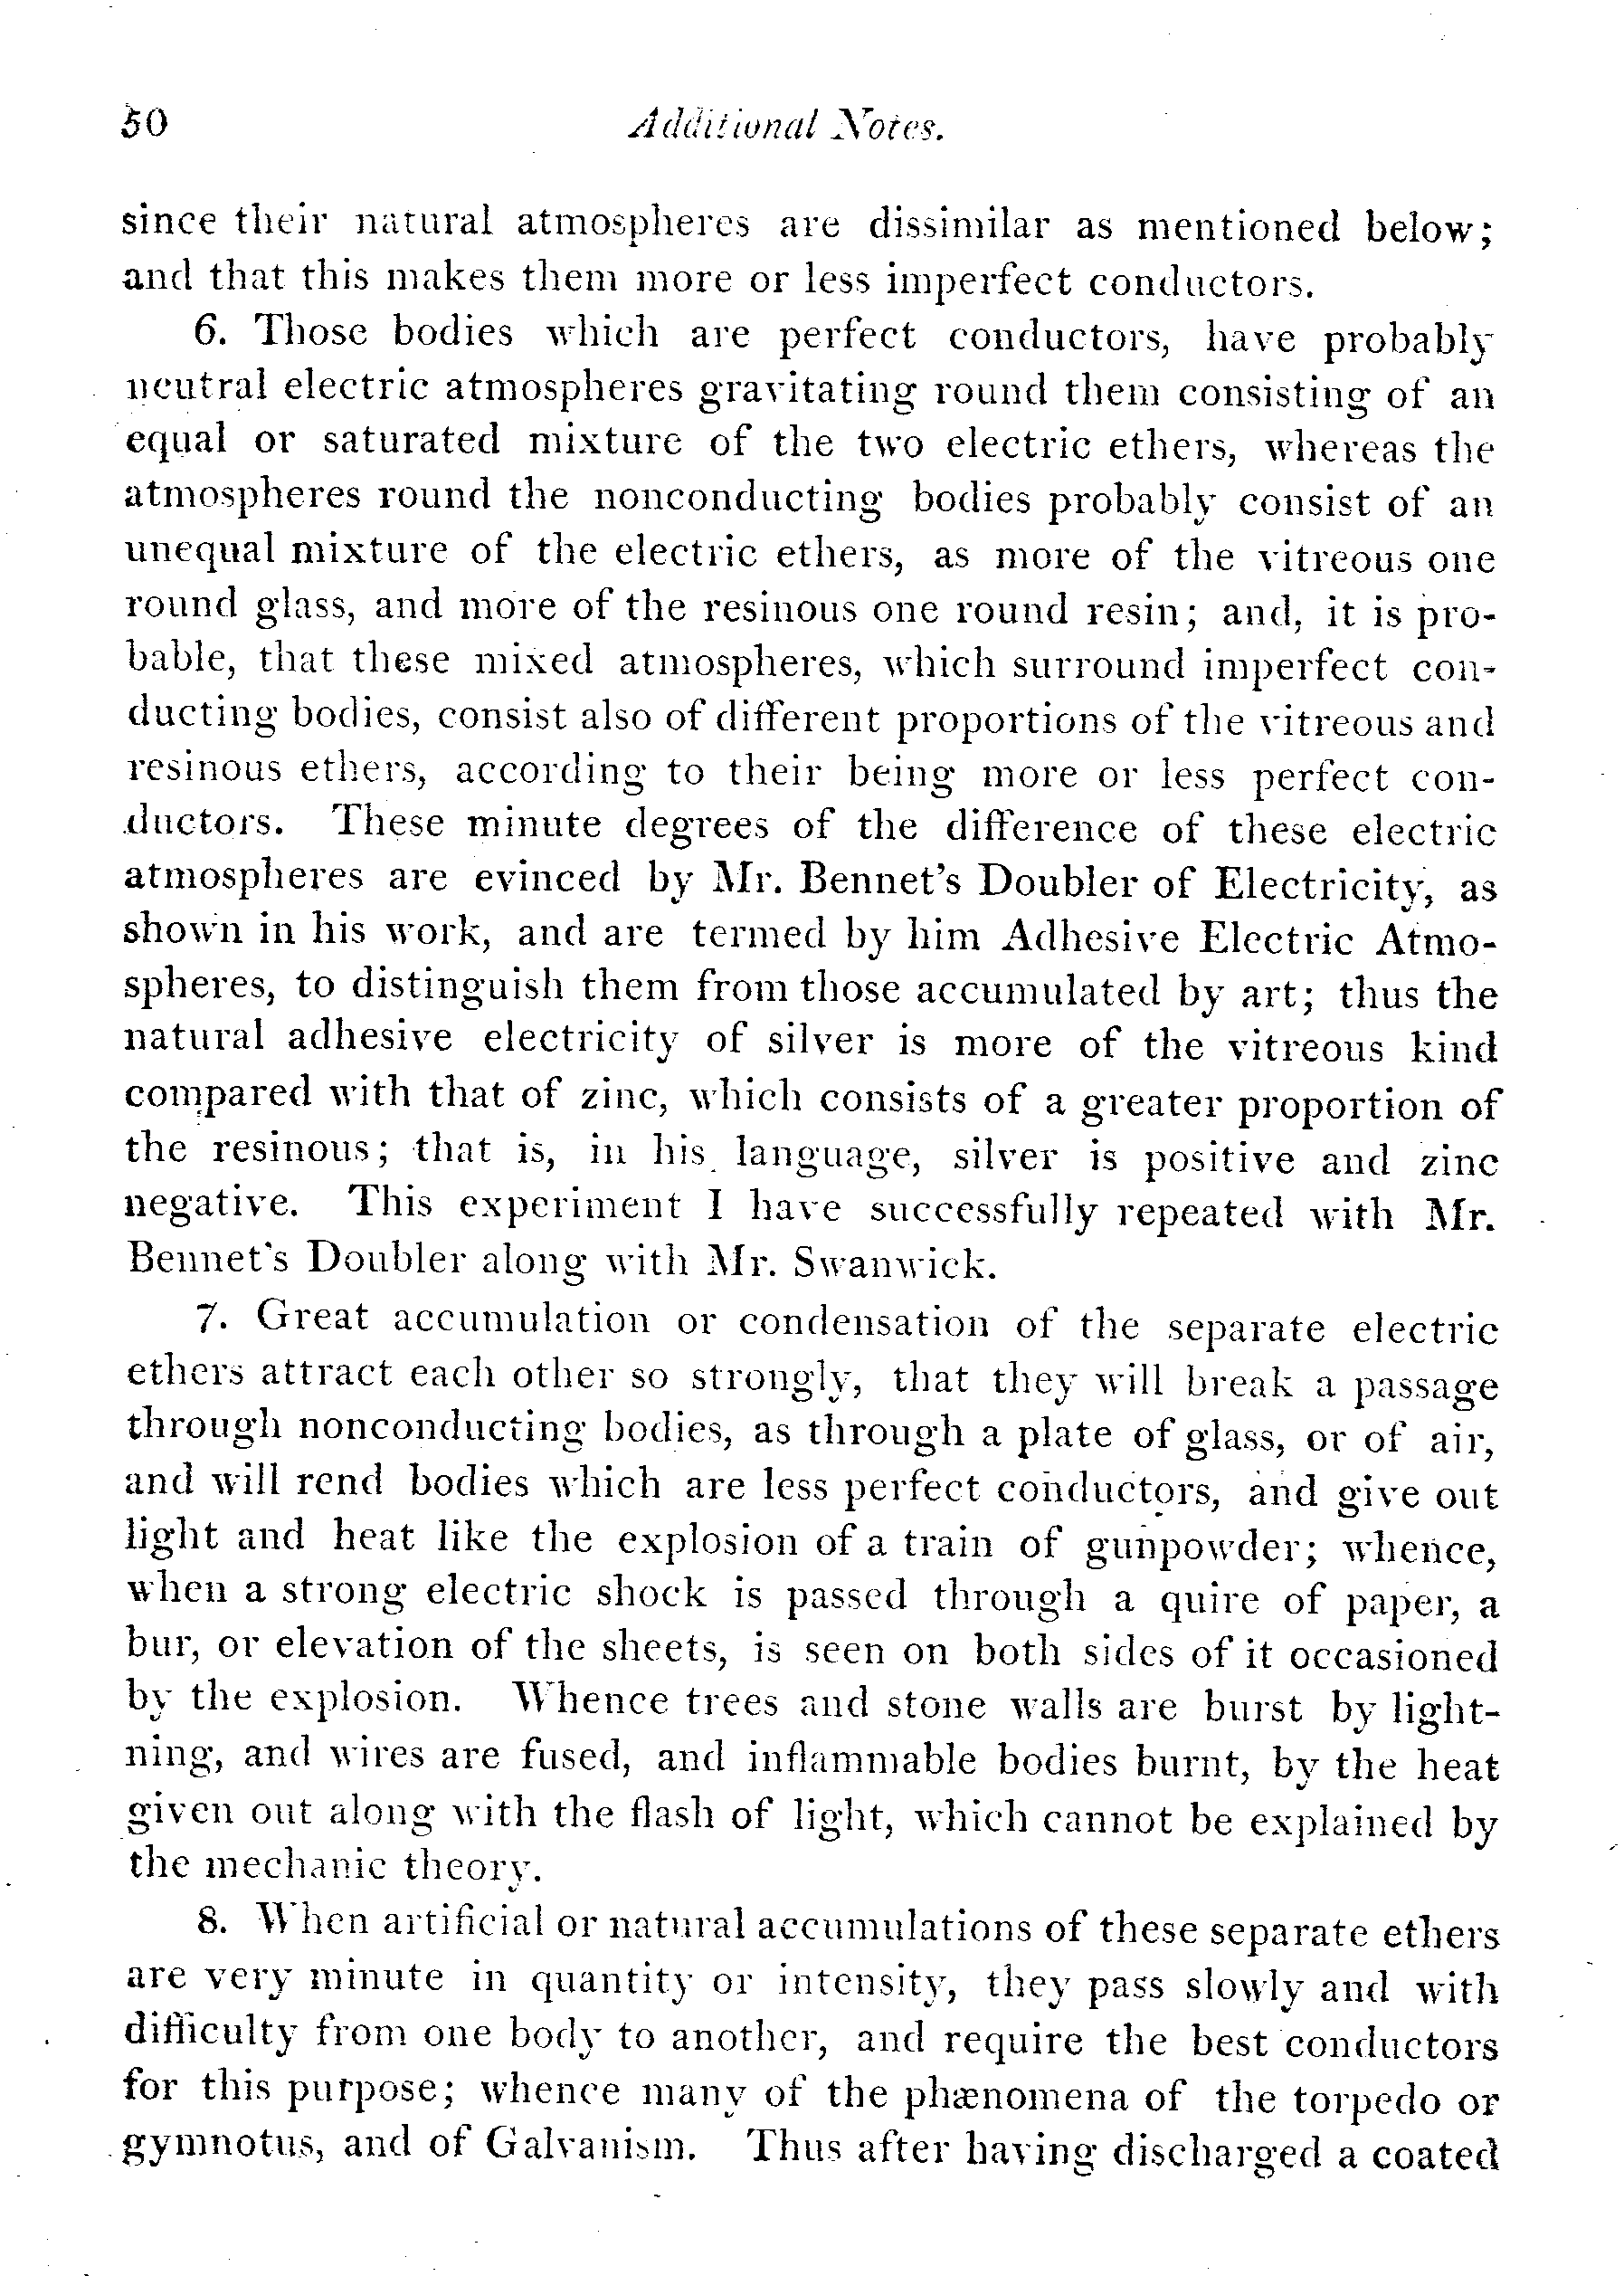 50 Additional Notes.
since their natural atmospheres are dissimilar as mentioned below;
and that this makes them more or less imperfect conductors.
6. Those bodies which are perfect conductors, have probably
neutral electric atmospheres gravitating round them consisting of an
equal or saturated mixture of the two electric ethers, whereas the
atmospheres round the nonconducting bodies probably consist of an
unequal mixture of the electric ethers, as more of the vitreous one
round glass, and more of the resinous one round resin; and, it is pro-
bable, that these mixed atmospheres, which surround imperfect con-
ducting bodies, consist also of different proportions of the vitreous and
resinous ethers, according to their being more or less perfect con-
ductors. These minute degrees of the difference of these electric
atmospheres are evinced by Mr. Bennet's Doubler of Electricity, as
shown in his work, and are termed by him Adhesive Electric Atmo-
spheres, to distinguish them from those accumulated by art; thus the
natural adhesive electricity of silver is more of the vitreous kind
compared with that of zinc, which consists of a greater proportion of
the resinous; that is, in his language, silver is positive and zinc
negative. This experiment I have successfully repeated with Mr.
Bennet's Doubler along with Mr. Swanwick.
7. Great accumulation or condensation of the separate electric
ethers attract each other so strongly, that they will break a passage
through nonconducting bodies, as through a plate of glass, or of air,
and will rend bodies which are less perfect conductors, and give out
light and heat like the explosion of a train of gunpowder; whence,
when a strong electric shock is passed through a quire of paper, a
bur, or elevation of the sheets, is seen on both sides of it occasioned
by the explosion. Whence trees and stone walls are burst by light-
ning, and wires are fused, and inflammable bodies burnt, by the heat
given out along with the flash of light, which cannot be explained by
the mechanic theory.
8. When artificial or natural accumulations of these separate ethers
are very minute in quantity or intensity, they pass slowly and with
difficulty from one body to another, and require the best conductors
for this purpose; whence many of the phænomena of the torpedo or
gymnotus, and of Galvanism. Thus after having discharged a coated